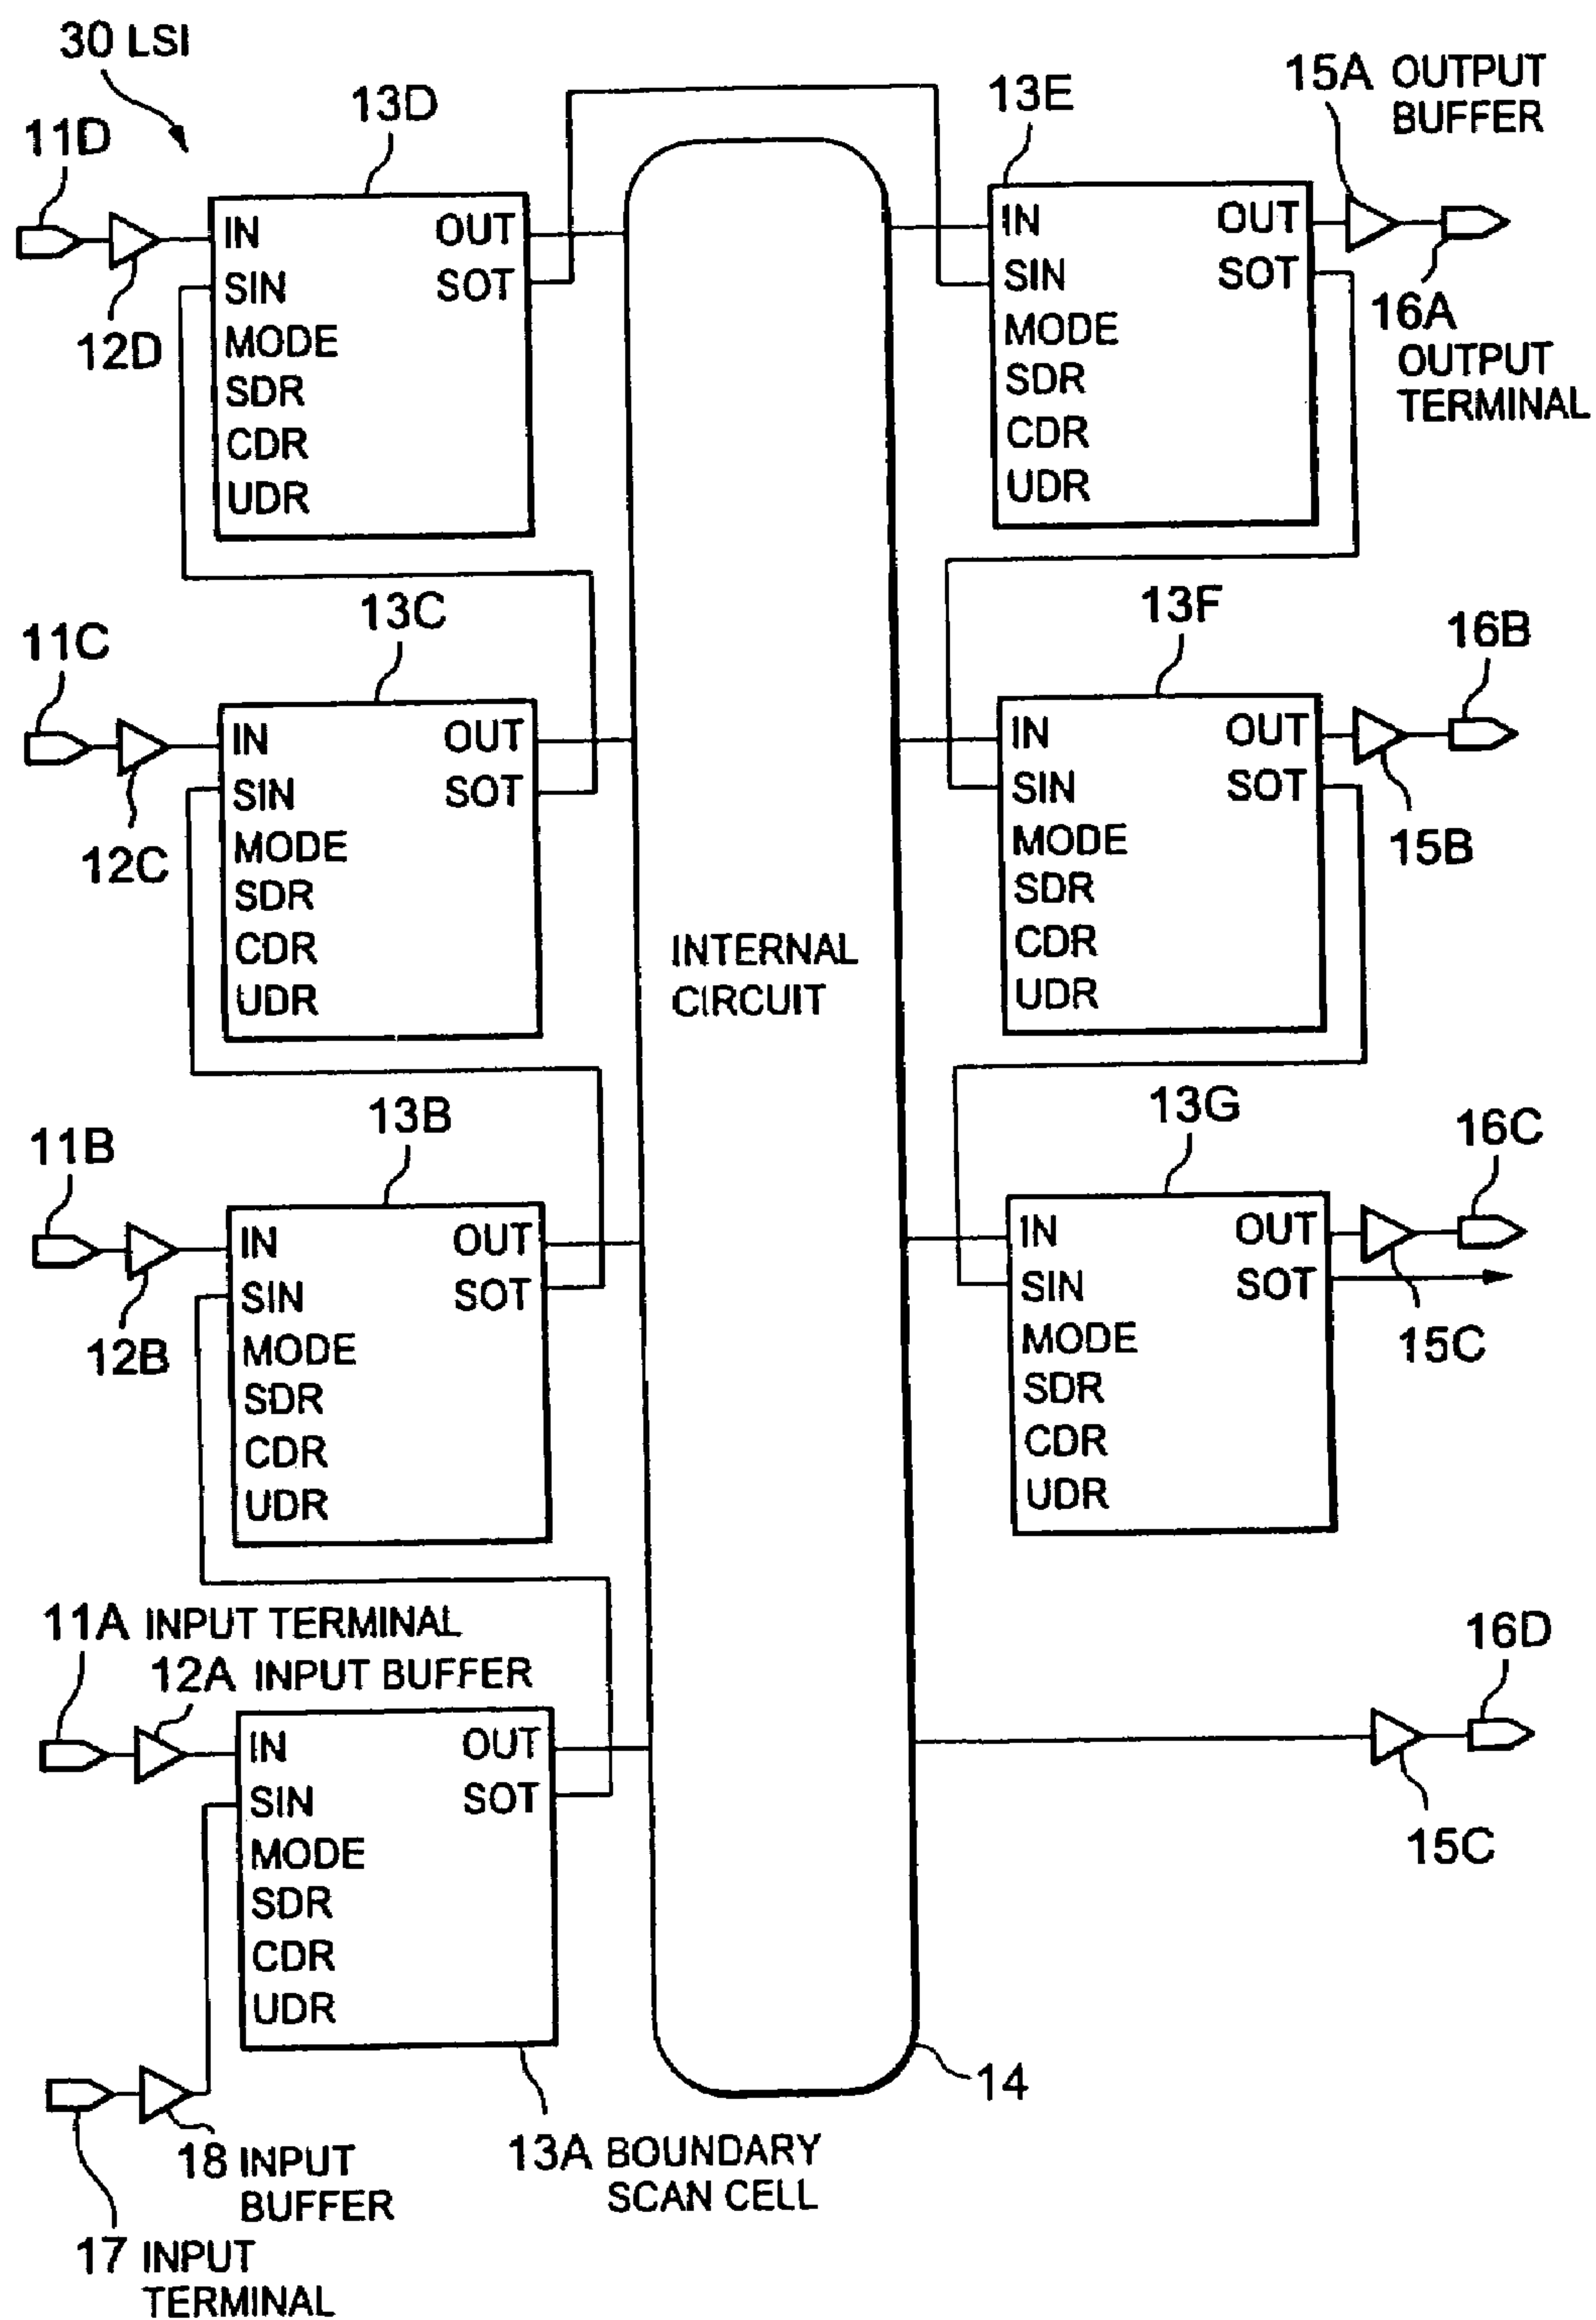 30 LSI
11D
13D
13E
15A OUTPUT
BUFFER
IN
OUT
SIN
SOT
MODE
SDR
CDR
UDR
12D
IN
OUT
SIN
SOT
MODE
SDR
CDR
UDR
16A
OUTPUT
TERMINAL
11C
13C
13F
16B
IN
OUT
SIN
SOT
MODE
SDR
CDR
UDR
12C
IN
OUT
SIN
SOT
MODE
SDR
CDR
UDR
15B
INTERNAL
CIRCUIT
11B
13B
13G
16C
IN
OUT
SIN
SOT
MODE
SDR
CDR
UDR
12B
IN
OUT
SIN
SOT
MODE
SDR
CDR
UDR
15C
11A INPUT TERMINAL
12A INPUT BUFFER
16D
IN
OUT
SIN
SOT
MODE
SDR
CDR
UDR
15C
14
18 INPUT
BUFFER
13A BOUNDARY
SCAN CELL
17 INPUT
TERMINAL